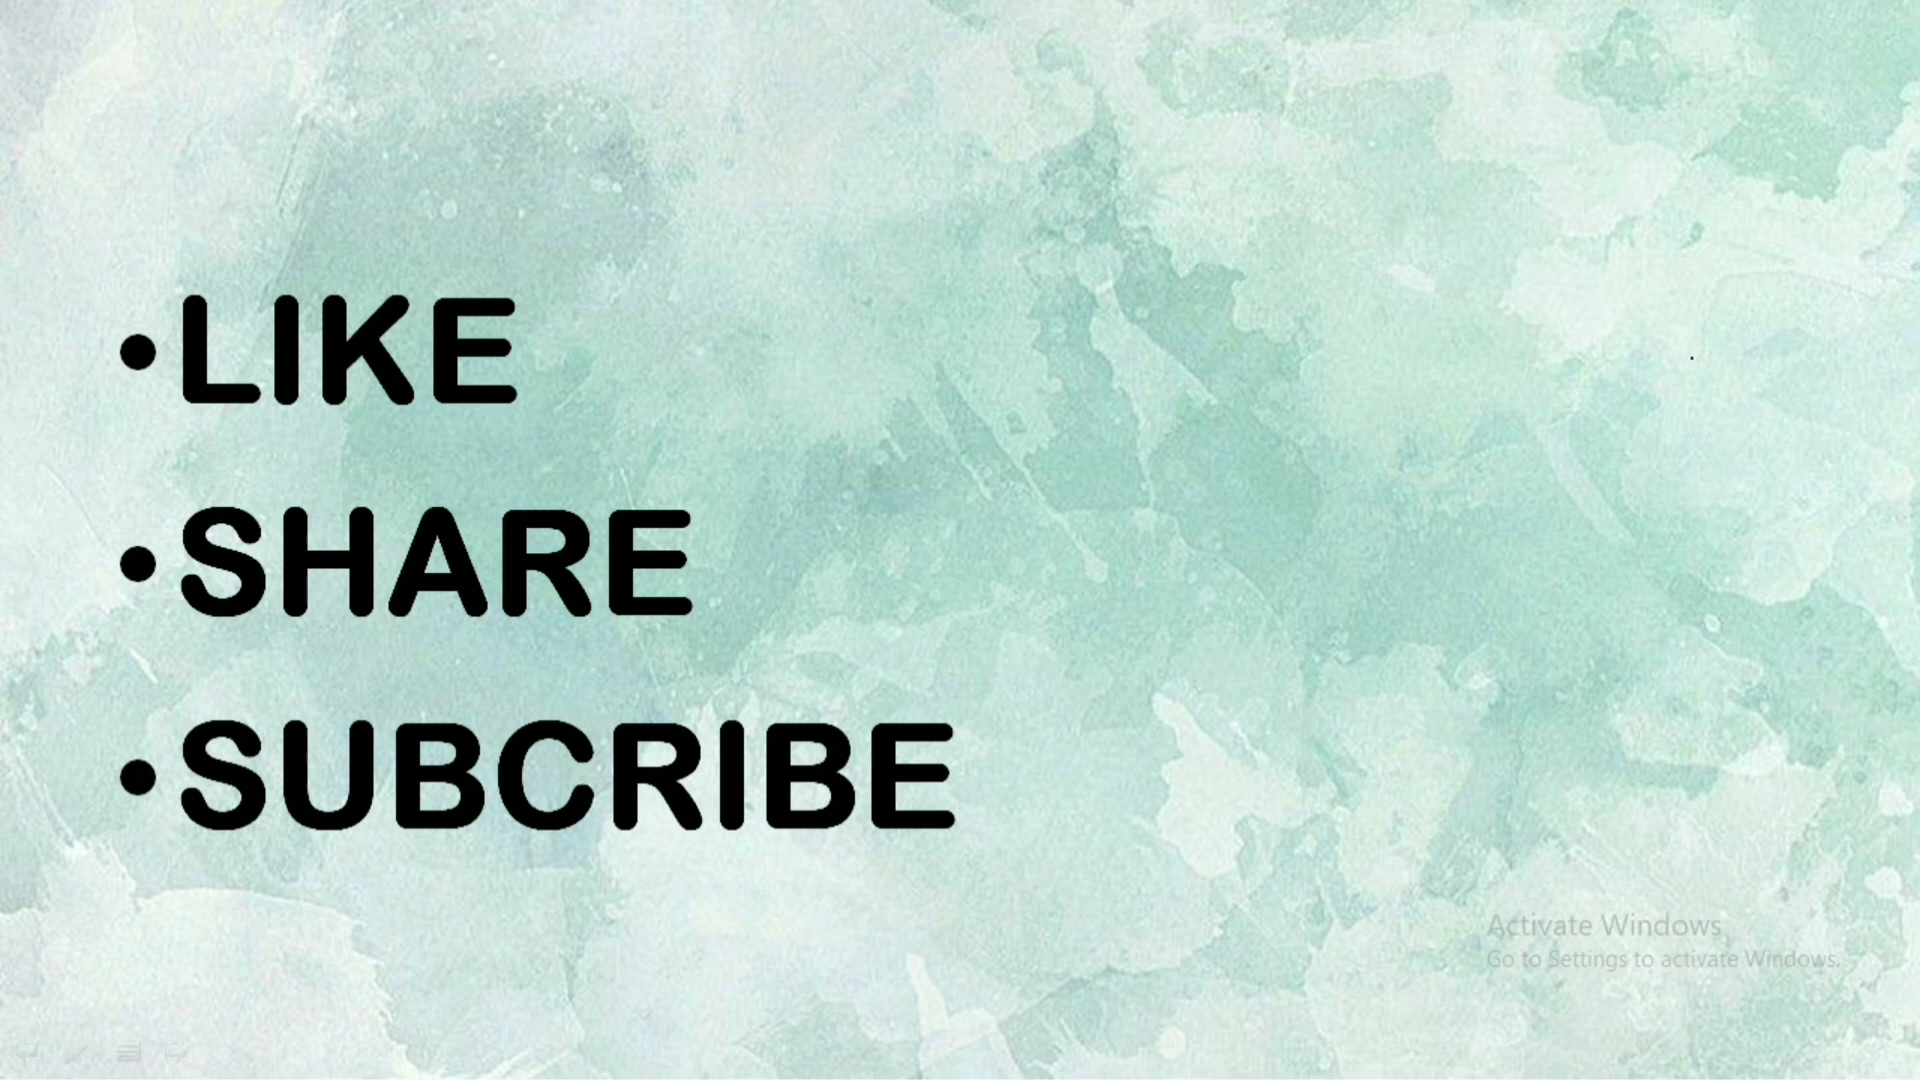 •LIKE
•SHARE
•SUBCRIBE
Activate Windows
Go to Settings to activate Windows.